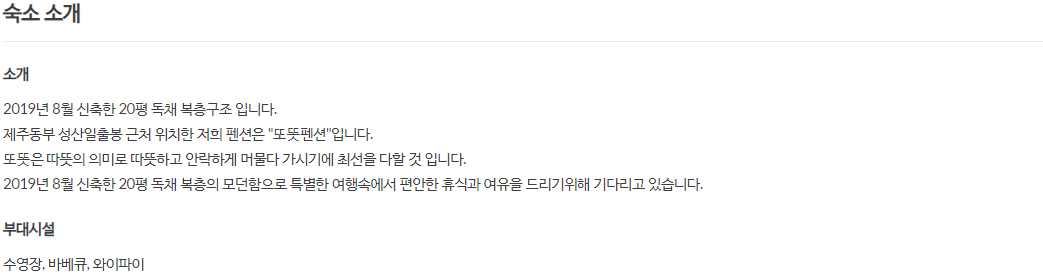 숙소 소개
소개
2019년 8월 신축한 20평 독채 복층구조 입니다.
제주동부 성산일출봉 근처 위치한 저희 펜션은 "또뜻펜션"입니다.
또뜻은 따뜻의 의미로 따뜻하고 안락하게 머물다 가시기에 최선을 다할 것 입니다.
2019년 8월 신축한 20평 독채 복층의 모던함으로 특별한 여행속에서 편안한 휴식과 여유을 드리기위해 기다리고 있습니다.
부대시설
수영장, 바베큐, 와이파이